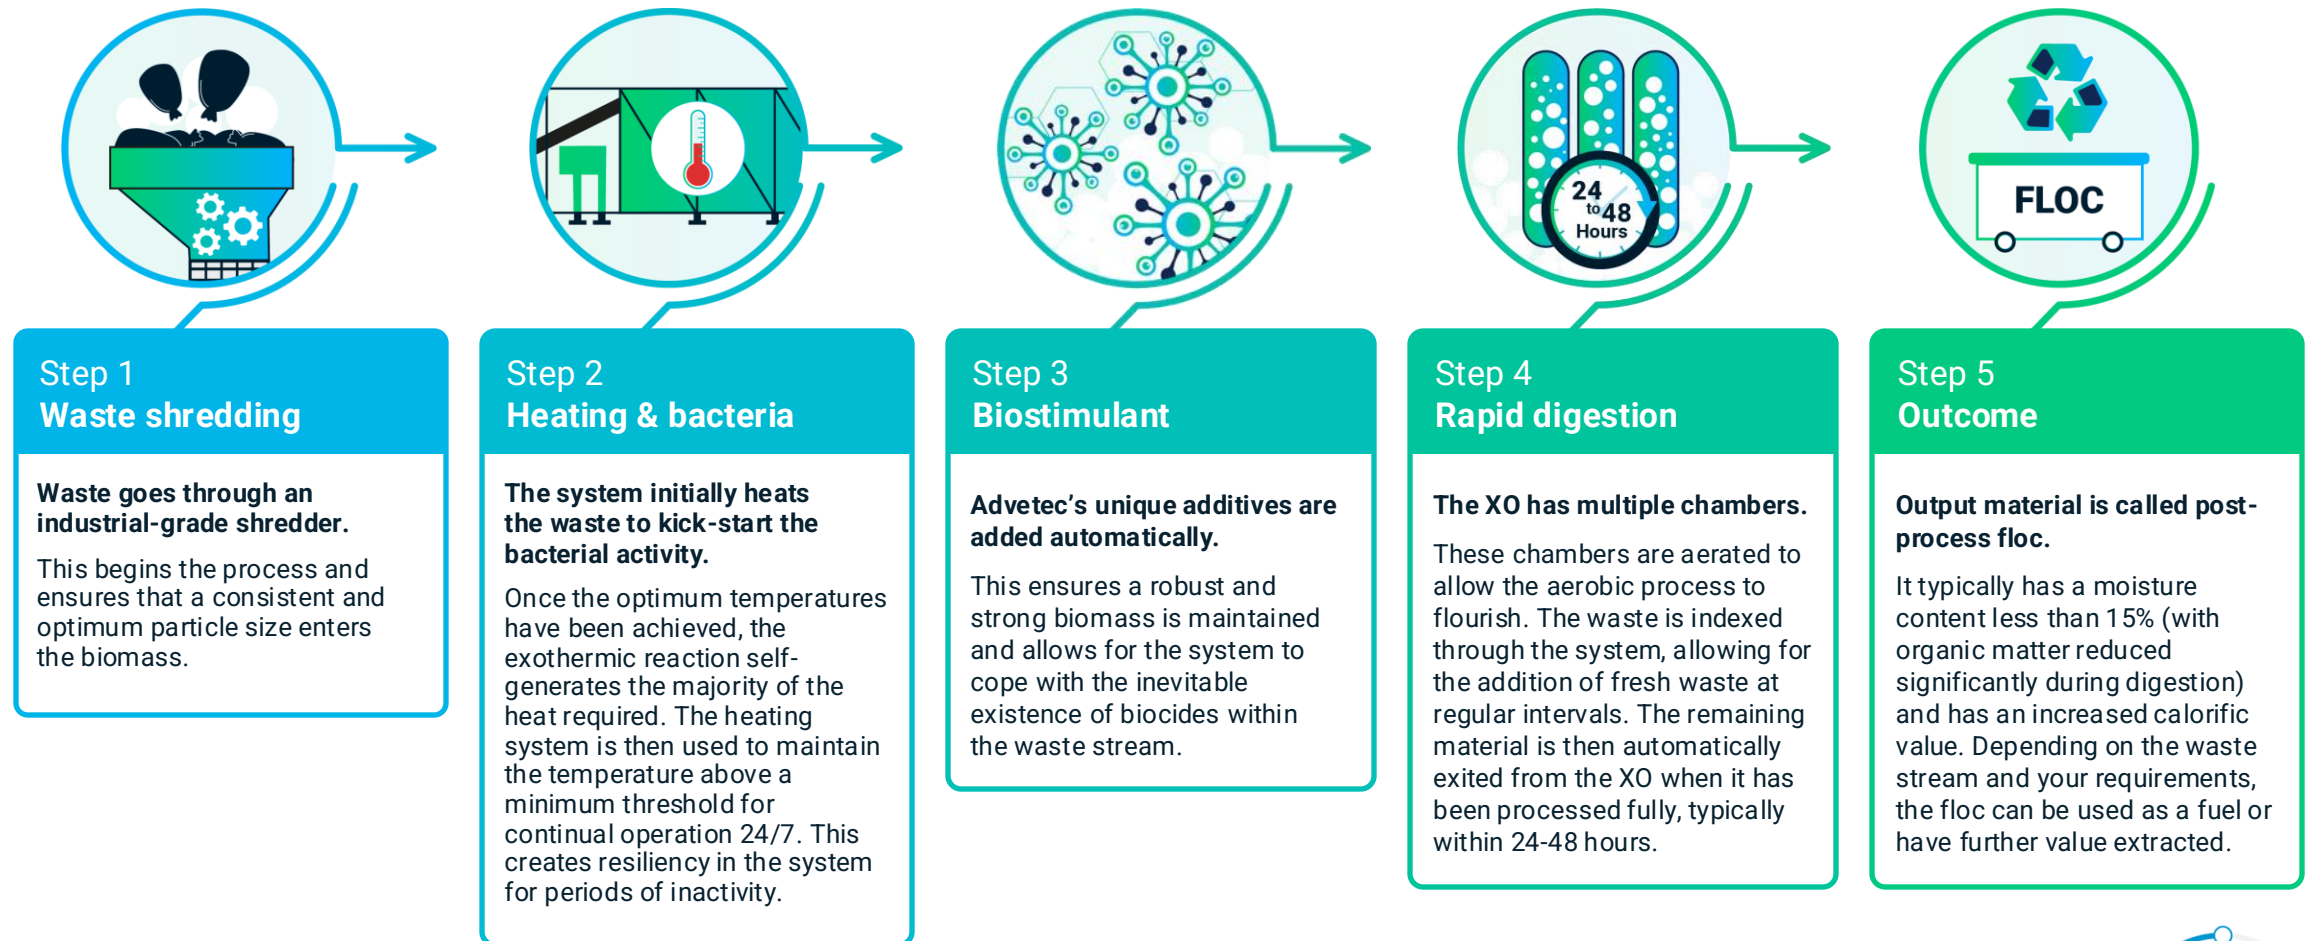 24
to 48
Hours
FLOC
Step 1
Waste shredding
Waste goes through an
industrial-grade shredder.
This begins the process and
ensures that a consistent and
optimum particle size enters
the biomass.
Step 2
Heating & bacteria
The system initially heats
the waste to kick-start the
bacterial activity.
Once the optimum temperatures
have been achieved, the
exothermic reaction self-
generates the majority of the
heat required. The heating
system is then used to maintain
the temperature above a
minimum threshold for
continual operation 24/7. This
creates resiliency in the system
for periods of inactivity.
Step 3
Biostimulant
Advetec’s unique additives are
added automatically.
This ensures a robust and
strong biomass is maintained
and allows for the system to
cope with the inevitable
existence of biocides within
the waste stream.
Step 4
Rapid digestion
The XO has multiple chambers.
These chambers are aerated to
allow the aerobic process to
flourish. The waste is indexed
through the system, allowing for
the addition of fresh waste at
regular intervals. The remaining
material is then automatically
exited from the XO when it has
been processed fully, typically
within 24-48 hours.
Step 5
Outcome
Output material is called post-
process floc.
It typically has a moisture
content less than 15% (with
organic matter reduced
significantly during digestion)
and has an increased calorific
value. Depending on the waste
stream and your requirements,
the floc can be used as a fuel or
have further value extracted.